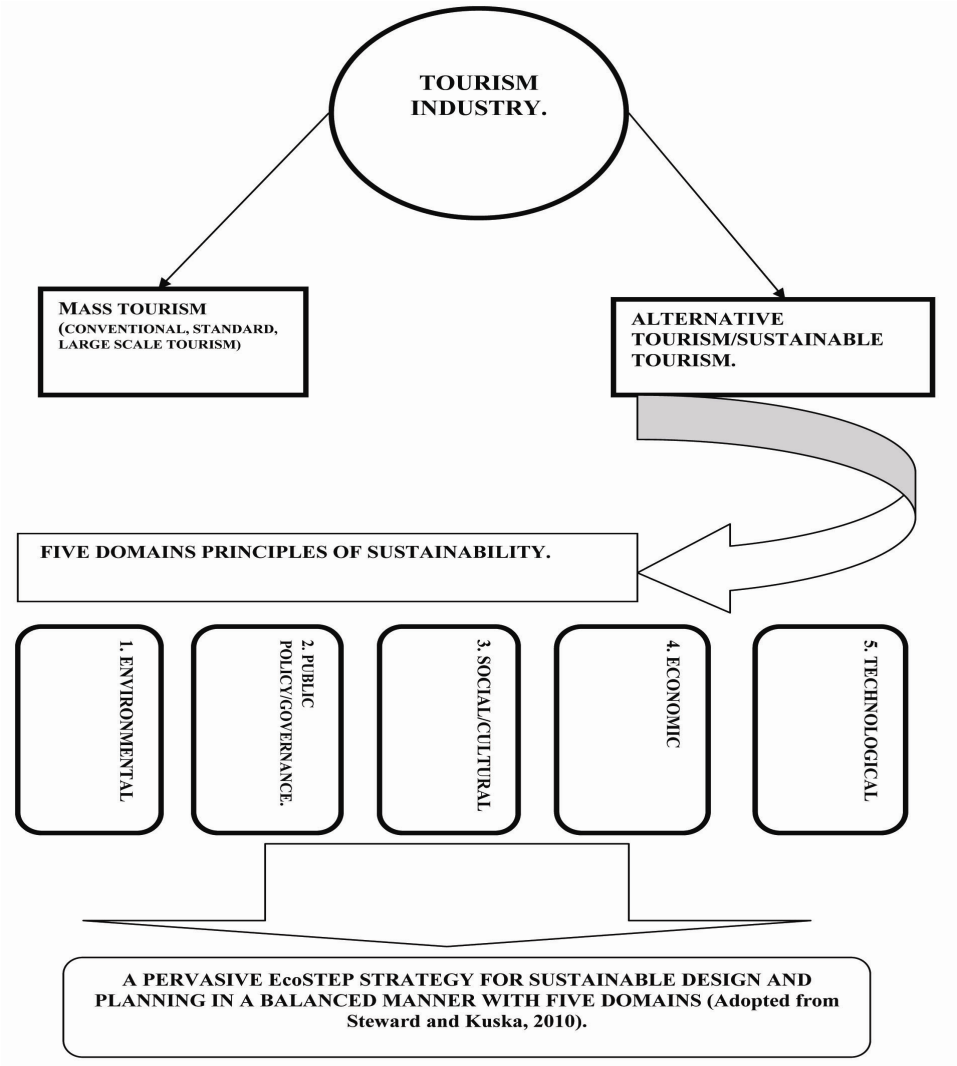 TOURISM
INDUSTRY.
MASS TOURISM
(CONVENTIONAL, STANDARD,
LARGE SCALE TOURISM)
ALTERNATIVE
TOURISM/SUSTAINABLE
TOURISM.
FIVE DOMAINS PRINCIPLES OF SUSTAINABILITY.
1. ENVIRONMENTAL
2. PUBLIC
POLICY/GOVERNANCE.
3. SOCIAL/CULTURAL
4. ECONOMIC
5. TECHNOLOGICAL
A PERVASIVE EcoSTEP STRATEGY FOR SUSTAINABLE DESIGN AND
PLANNING IN A BALANCED MANNER WITH FIVE DOMAINS (Adopted from
Steward and Kuska, 2010).